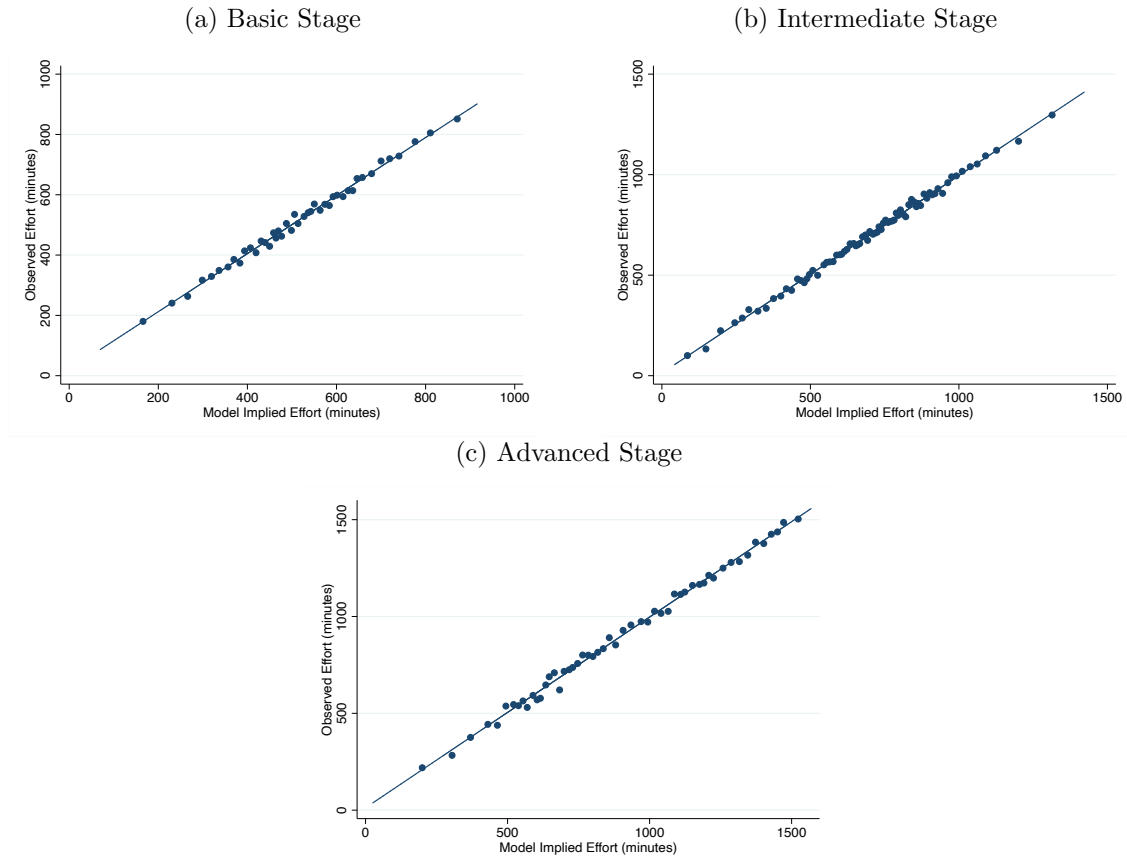 (a) Basic Stage
Observed Effort (minutes)
1000
800
600
400
200
0
0 200 400 600 800 1000
Model Implied Effort (minutes)
(b) Intermediate Stage
Observed Effort (minutes)
1500
1000
500
0
0 500 1000 1500
Model Implied Effort (minutes)
(c) Advanced Stage
Observed Effort (minutes)
1500
1000
500
0
0 500 1000 1500
Model Implied Effort (minutes)